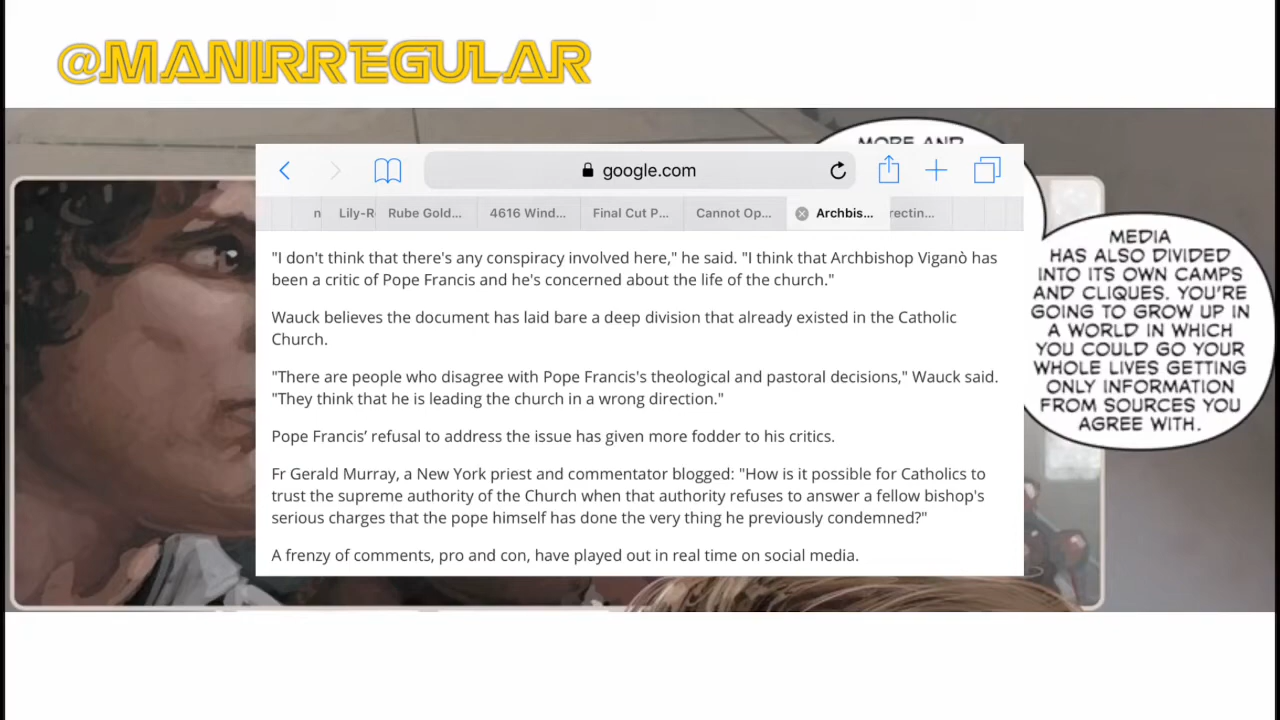 @MANIRREGULAR
MORE AND
google.com
n
Lily-R
Rube Gold...
4616 Wind...
Final Cut P...
Cannot Op...
Archbis...
rectin...
"I don't think that there's any conspiracy involved here," he said. "I think that Archbishop Viganò has
been a critic of Pope Francis and he's concerned about the life of the church."
Wauck believes the document has laid bare a deep division that already existed in the Catholic
Church.
"There are people who disagree with Pope Francis's theological and pastoral decisions," Wauck said.
"They think that he is leading the church in a wrong direction."
Pope Francis’ refusal to address the issue has given more fodder to his critics.
Fr Gerald Murray, a New York priest and commentator blogged: "How is it possible for Catholics to
trust the supreme authority of the Church when that authority refuses to answer a fellow bishop's
serious charges that the pope himself has done the very thing he previously condemned?"
A frenzy of comments, pro and con, have played out in real time on social media.
MEDIA
HAS ALSO DIVIDED
INTO ITS OWN CAMPS
AND CLIQUES. YOU'RE
GOING TO GROW UP IN
A WORLD IN WHICH
YOU COULD GO YOUR
WHOLE LIVES GETTING
ONLY INFORMATION
FROM SOURCES YOU
AGREE WITH.